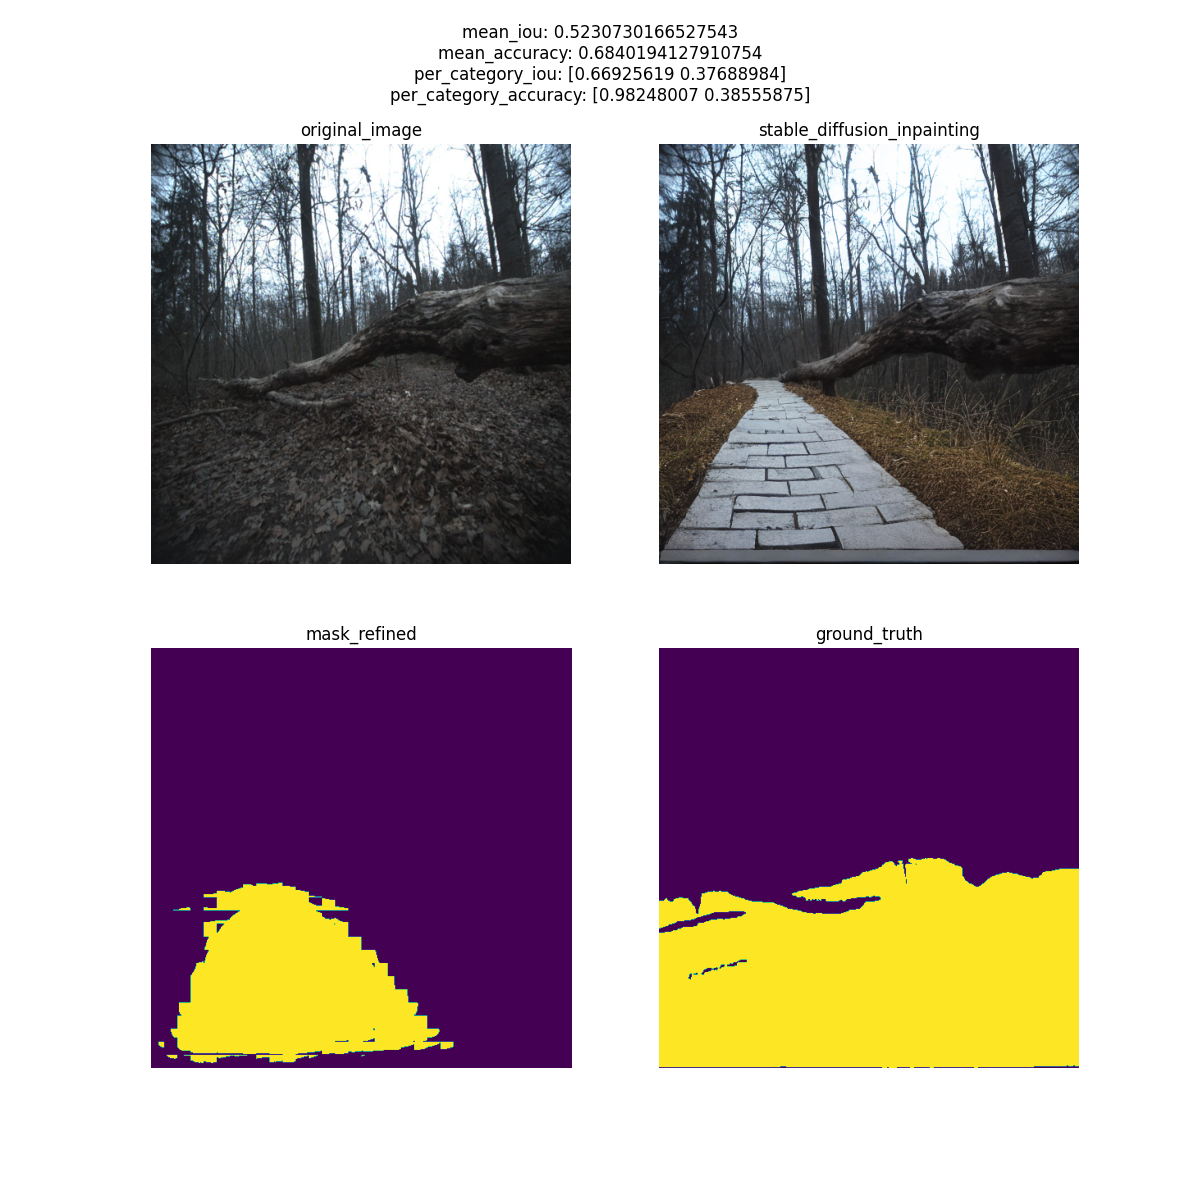 mean_iou: 0.5230730166527543
mean_accuracy: 0.6840194127910754
per_category_iou: [0.66925619 0.37688984]
per_category_accuracy: [0.98248007 0.38555875]
original_image
stable_diffusion_inpainting
mask_refined
ground_truth